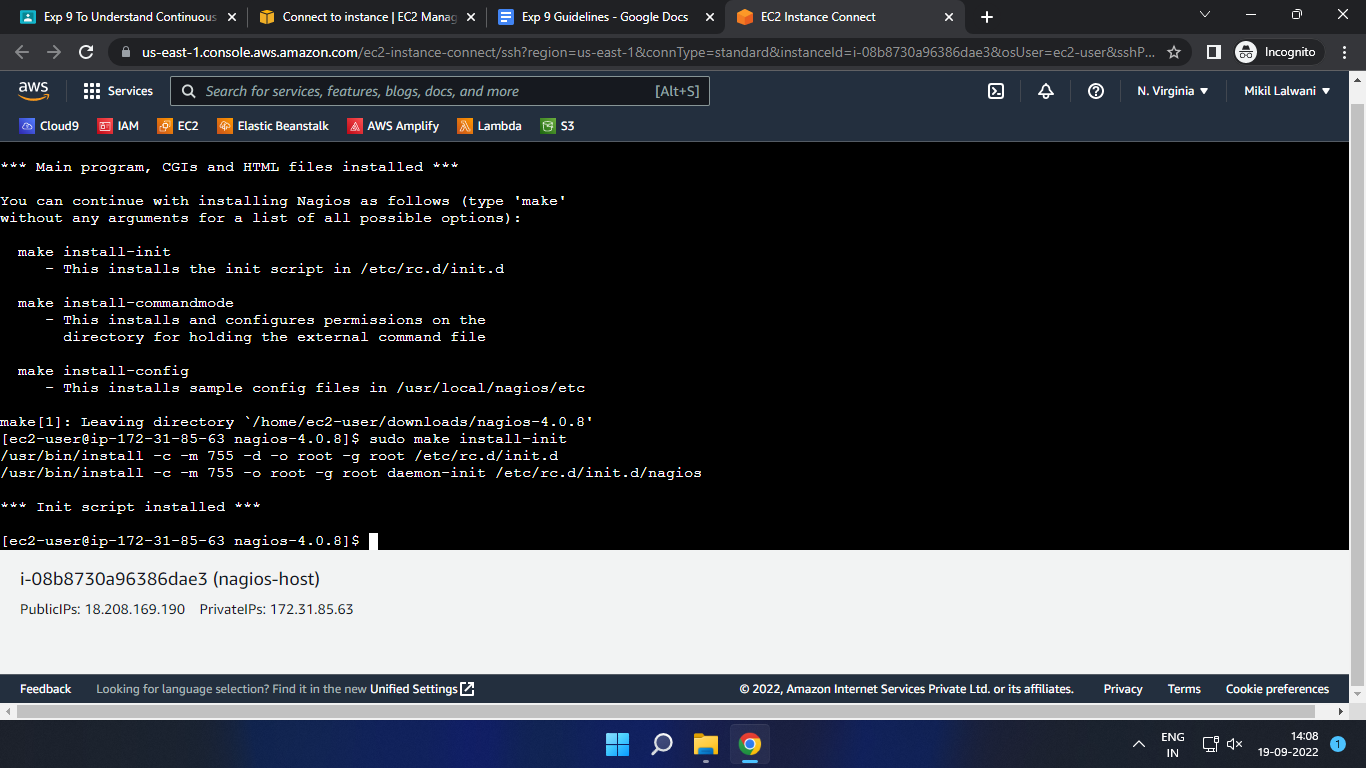 Exp 9 To Understand Continuous
Connect to instance | EC2 Manag
Exp 9 Guidelines - Google Docs
EC2 Instance Connect
us-east-1.console.aws.amazon.com/ec2-instance-connect/ssh?region=us-east-1&connType=standard&instanceId=i-08b8730a96386dae3&osUser=ec2-user&sshP...
Incognito
aws
Services
Search for services, features, blogs, docs, and more
[Alt+S]
N. Virginia
Mikil Lalwani
Cloud9
IAM
EC2
Elastic Beanstalk
AWS Amplify
Lambda
S3
*** Main program, CGIs and HTML files installed ***
You can continue with installing Nagios as follows (type 'make'
without any arguments for a list of all possible options):
make install-init
- This installs the init script in /etc/rc.d/init.d
make install-commandmode
- This installs and configures permissions on the
directory for holding the external command file
make install-config
- This installs sample config files in /usr/local/nagios/etc
make[1]: Leaving directory `/home/ec2-user/downloads/nagios-4.0.8'
[ec2-user@ip-172-31-85-63 nagios-4.0.8]$ sudo make install-init
/usr/bin/install -c -m 755 -d -o root -g root /etc/rc.d/init.d
/usr/bin/install -c -m 755 -o root -g root daemon-init /etc/rc.d/init.d/nagios
*** Init script installed ***
[ec2-user@ip-172-31-85-63 nagios-4.0.8]$
i-08b8730a96386dae3 (nagios-host)
PublicIPs: 18.208.169.190 PrivateIPs: 172.31.85.63
Feedback
Looking for language selection? Find it in the new Unified Settings
© 2022, Amazon Internet Services Private Ltd. or its affiliates.
Privacy
Terms
Cookie preferences
ENG
IN
14:08
19-09-2022
1